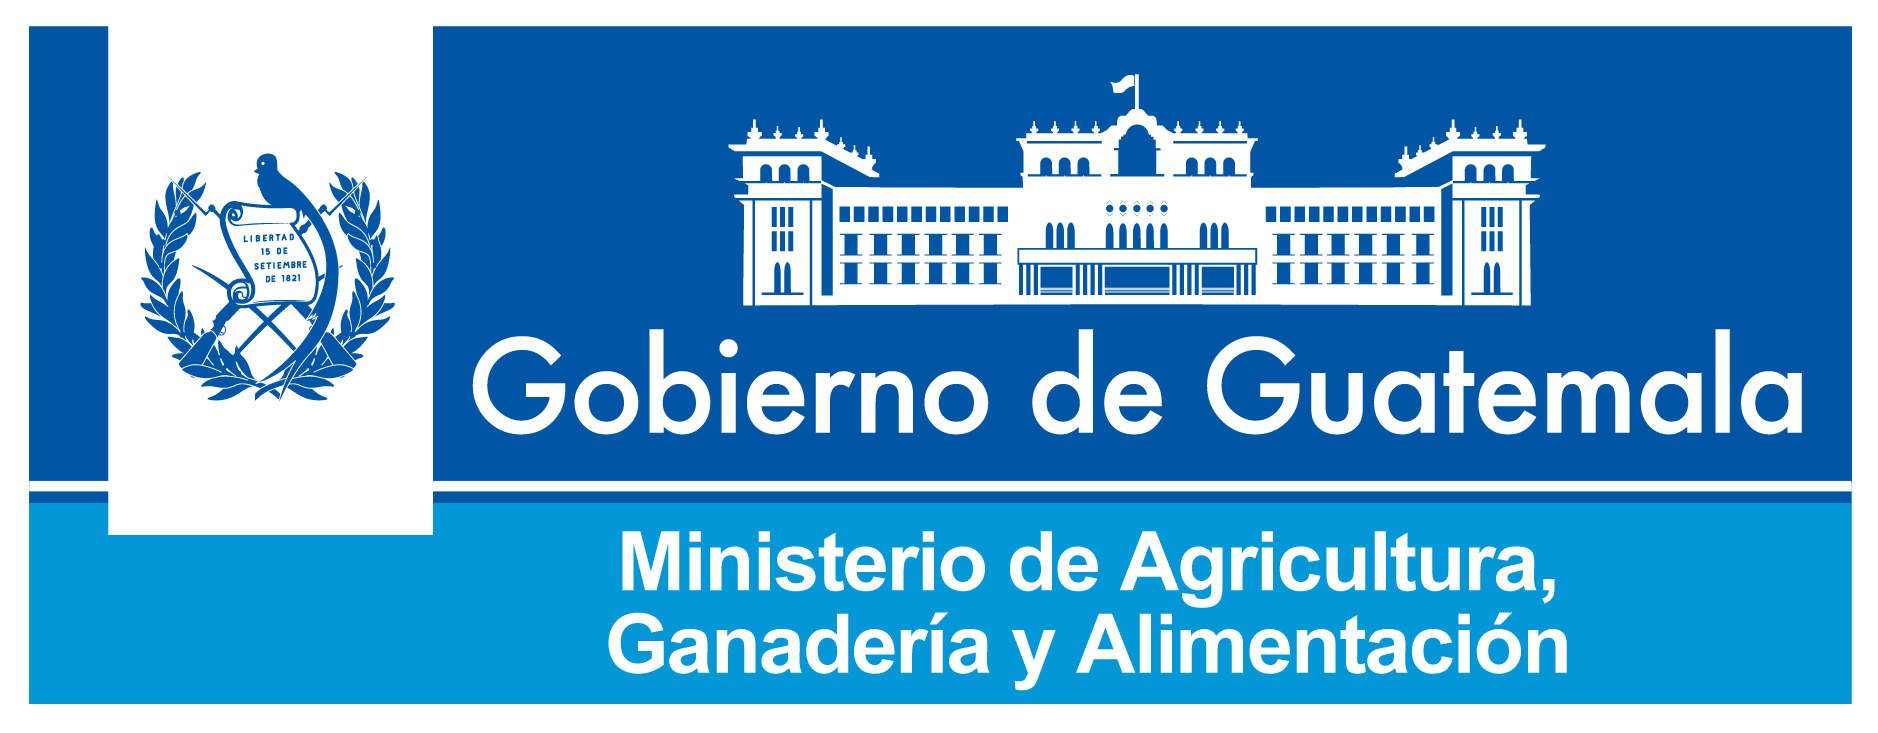 LIBERTAD
15 DE
SETIEMBRE
DE 1821
Gobierno de Guatemala
Ministerio de Agricultura,
Ganadería y Alimentación